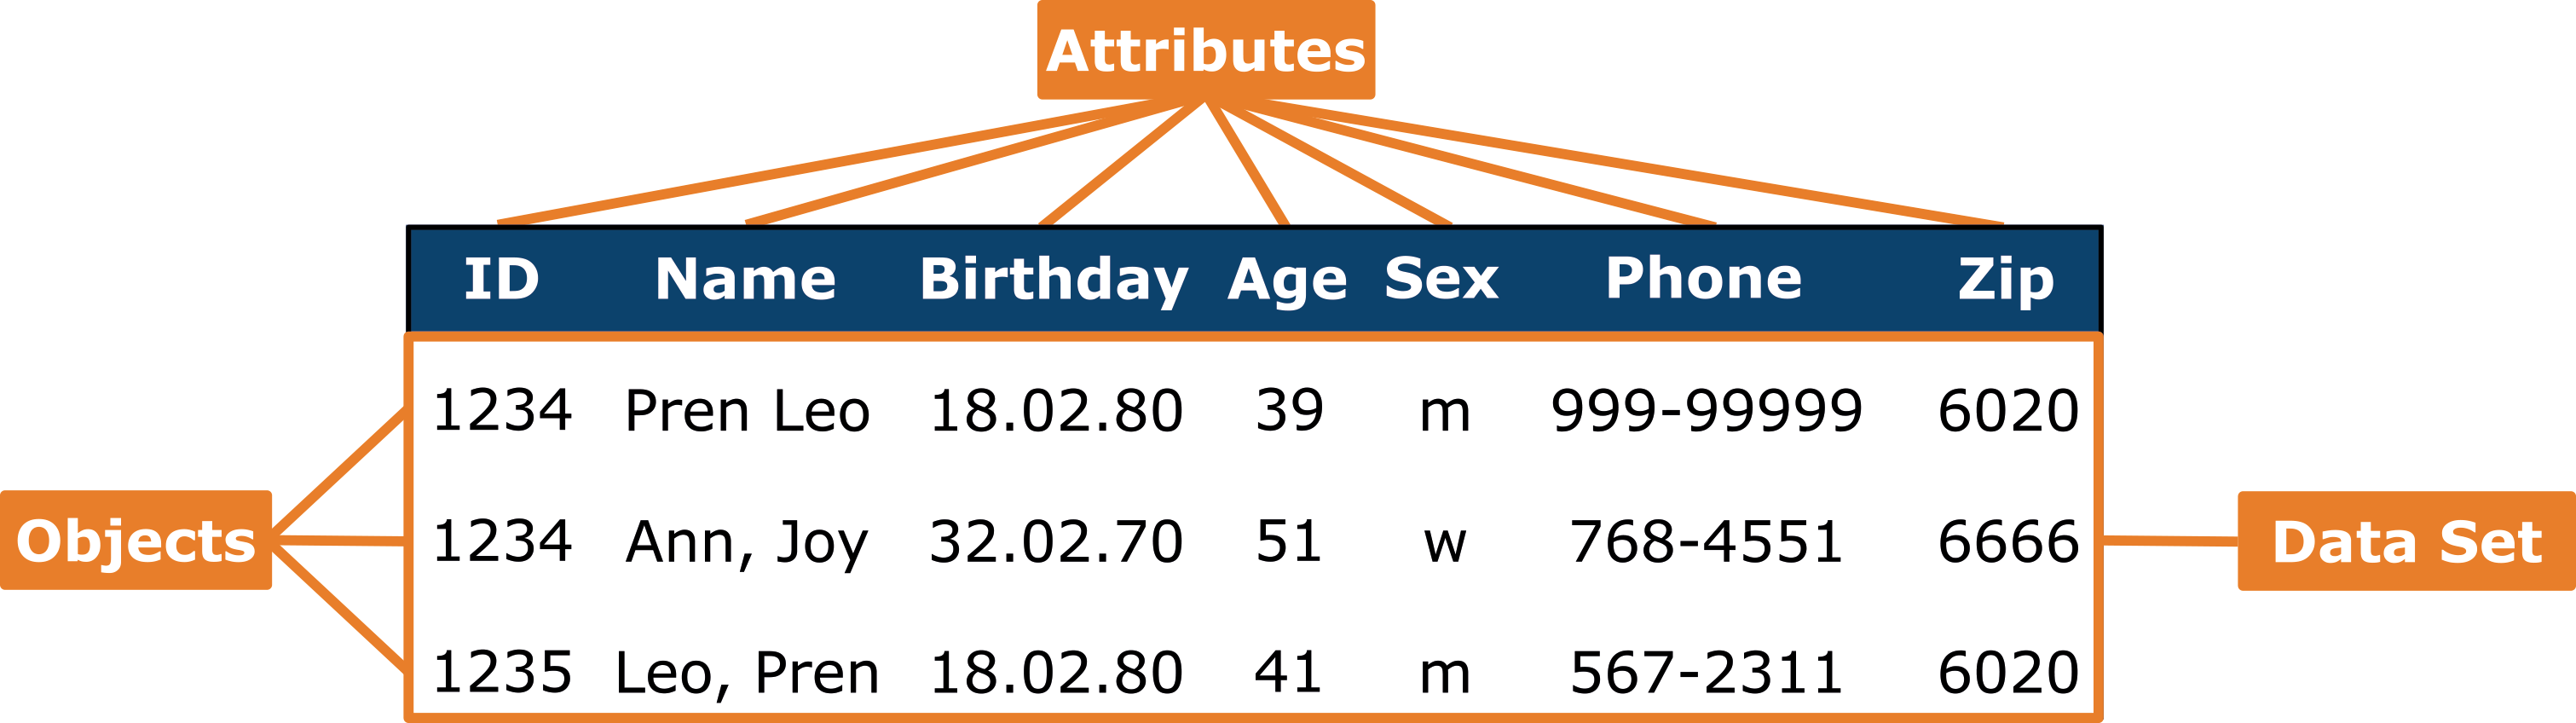 Attributes
ID Name Birthday Age Sex Phone Zip
1234 Pren Leo 18.02.80 39 m 999-99999 6020
Objects 1234 Ann, Joy 32.02.70 51 w 768-4551 6666 Data Set
1235 Leo, Pren 18.02.80 41 m 567-2311 6020